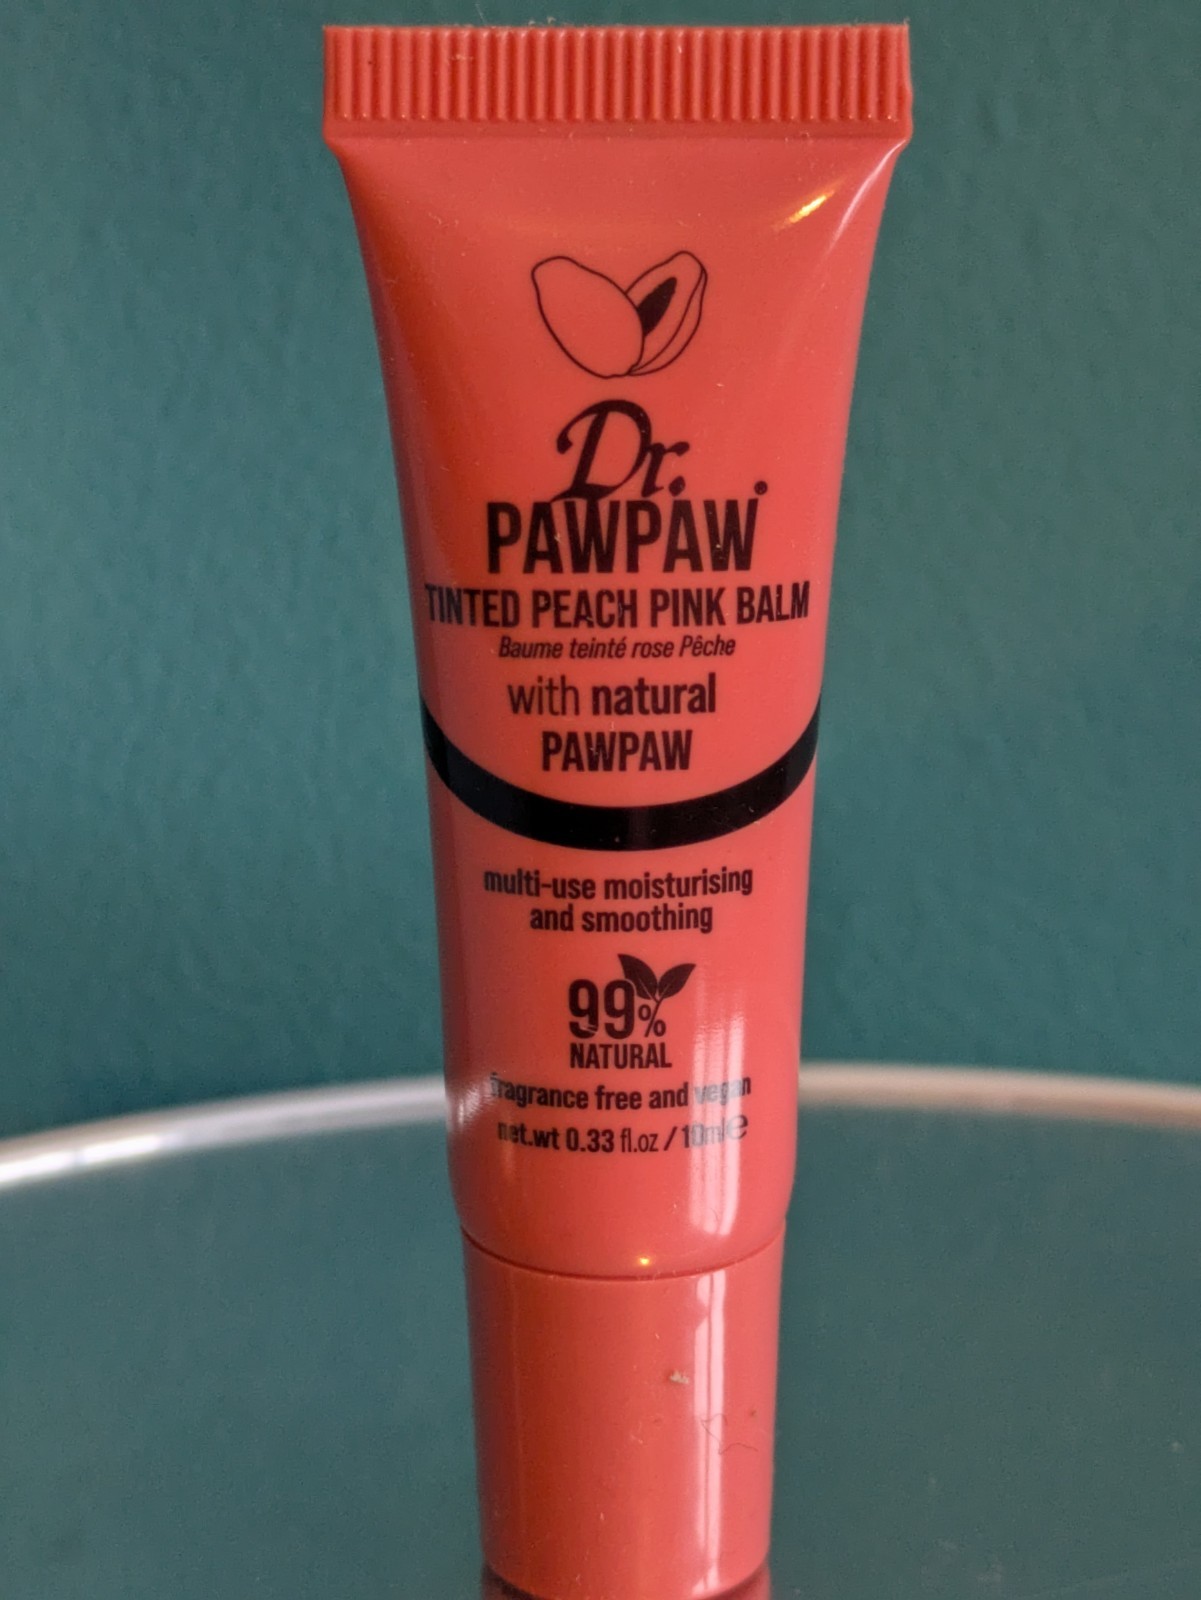 Dr.
PAWPAW®
TINTED PEACH PINK BALM
Baume teinté rose Pêche
with natural
PAWPAW
multi-use moisturising
and smoothing
99%
NATURAL
fragrance free and vegan
net.wt 0.33 fl.oz / 10ml℮